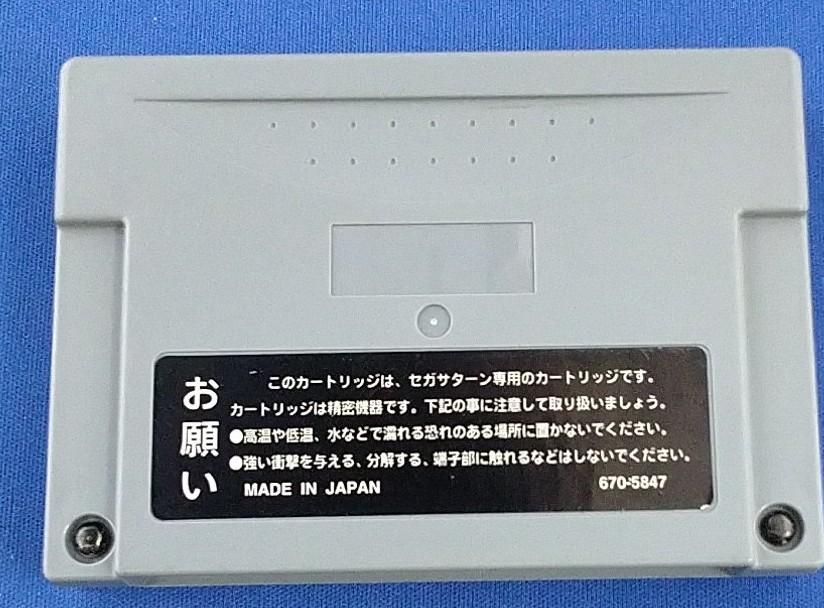 お願い
このカートリッジは、セガサターン専用のカートリッジです。
カートリッジは精密機器です。下記の事に注意して取り扱いましょう。
●高温や低温、水などで濡れる恐れのある場所に置かないでください。
●強い衝撃を与える、分解する、端子部に触れるなどはしないでください。
MADE IN JAPAN
670-5847